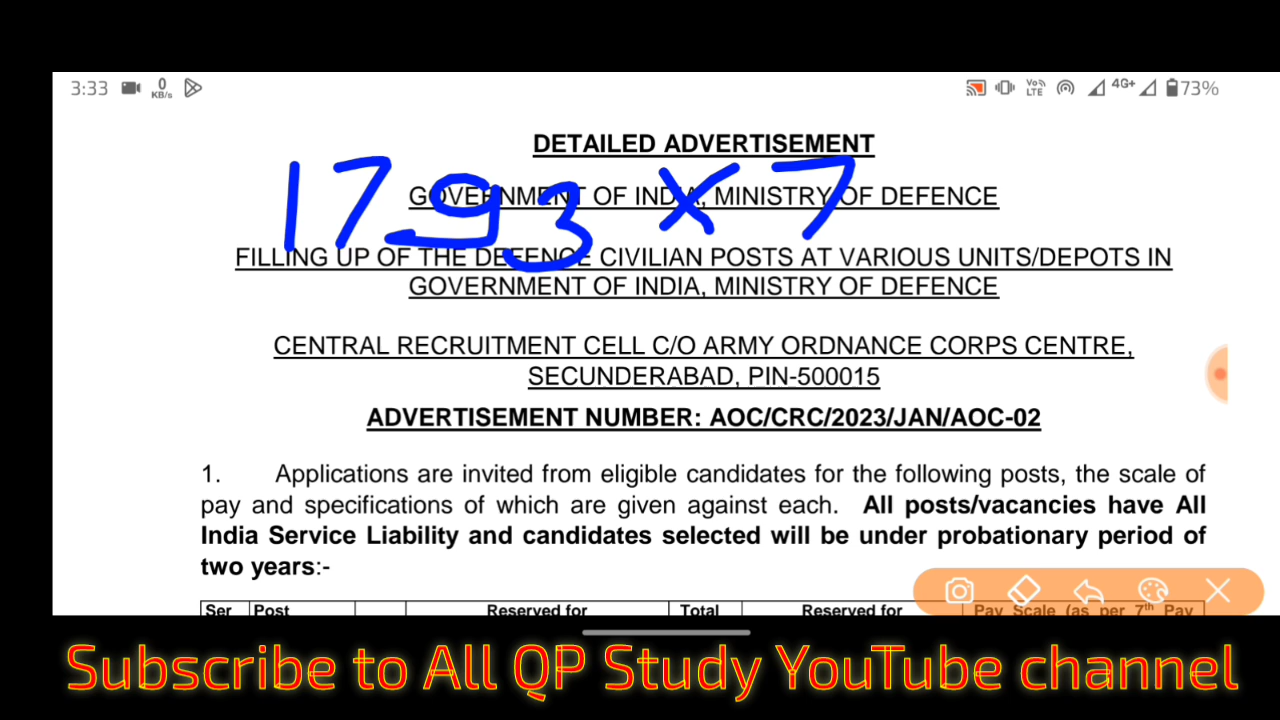 3:33 0 KB/s Vo)) LTE 4G+ 73%
DETAILED ADVERTISEMENT
1793 x 7
GOVERNMENT OF INDIA, MINISTRY OF DEFENCE
FILLING UP OF THE DEFENCE CIVILIAN POSTS AT VARIOUS UNITS/DEPOTS IN
GOVERNMENT OF INDIA, MINISTRY OF DEFENCE
CENTRAL RECRUITMENT CELL C/O ARMY ORDNANCE CORPS CENTRE,
SECUNDERABAD, PIN-500015
ADVERTISEMENT NUMBER: AOC/CRC/2023/JAN/AOC-02
1. Applications are invited from eligible candidates for the following posts, the scale of
pay and specifications of which are given against each. All posts/vacancies have All
India Service Liability and candidates selected will be under probationary period of
two years:-
Ser Post Reserved for Total Reserved for Pay Scale (as per 7th Pay
Subscribe to All QP Study YouTube channel